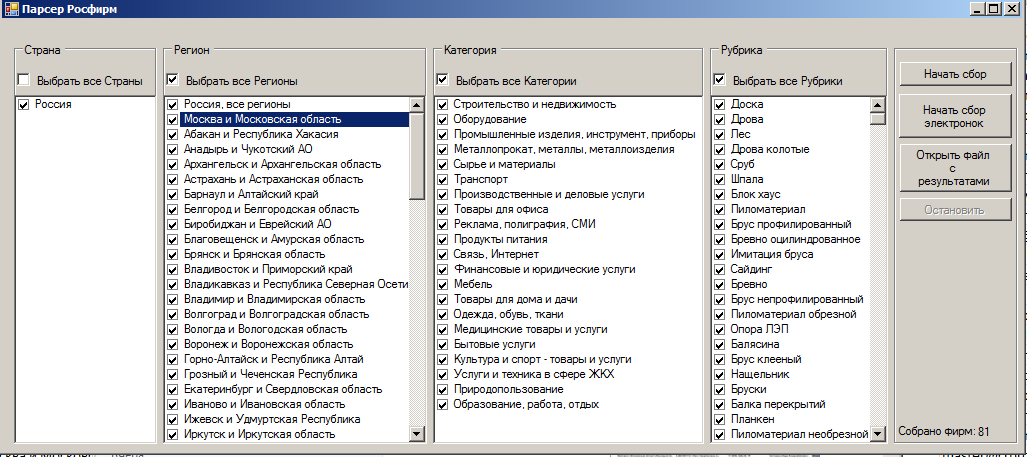 Парсер Росфирм
Страна
Выбрать все Страны
Россия
Регион
Выбрать все Регионы
Россия, все регионы
Москва и Московская область
Абакан и Республика Хакасия
Анадырь и Чукотский АО
Архангельск и Архангельская область
Астрахань и Астраханская область
Барнаул и Алтайский край
Белгород и Белгородская область
Биробиджан и Еврейский АО
Благовещенск и Амурская область
Брянск и Брянская область
Владивосток и Приморский край
Владикавказ и Республика Северная Осети
Владимир и Владимирская область
Волгоград и Волгоградская область
Вологда и Вологодская область
Воронеж и Воронежская область
Горно-Алтайск и Республика Алтай
Грозный и Чеченская Республика
Екатеринбург и Свердловская область
Иваново и Ивановская область
Ижевск и Удмуртская Республика
Иркутск и Иркутская область
Категория
Выбрать все Категории
Строительство и недвижимость
Оборудование
Промышленные изделия, инструмент, приборы
Металлопрокат, металлы, металлоизделия
Сырье и материалы
Транспорт
Производственные и деловые услуги
Товары для офиса
Реклама, полиграфия, СМИ
Продукты питания
Связь, Интернет
Финансовые и юридические услуги
Мебель
Товары для дома и дачи
Одежда, обувь, ткани
Медицинские товары и услуги
Бытовые услуги
Культура и спорт - товары и услуги
Услуги и техника в сфере ЖКХ
Природопользование
Образование, работа, отдых
Рубрика
Выбрать все Рубрики
Доска
Дрова
Лес
Дрова колотые
Сруб
Шпала
Блок хаус
Пиломатериал
Брус профилированный
Бревно оцилиндрованное
Имитация бруса
Сайдинг
Бревно
Брус непрофилированный
Пиломатериал обрезной
Опора ЛЭП
Балясина
Брус клееный
Нащельник
Бруски
Балка перекрытий
Планкен
Пиломатериал необрезной
Начать сбор
Начать сбор
электронок
Открыть файл
с
результатами
Остановить
Собрано фирм: 81